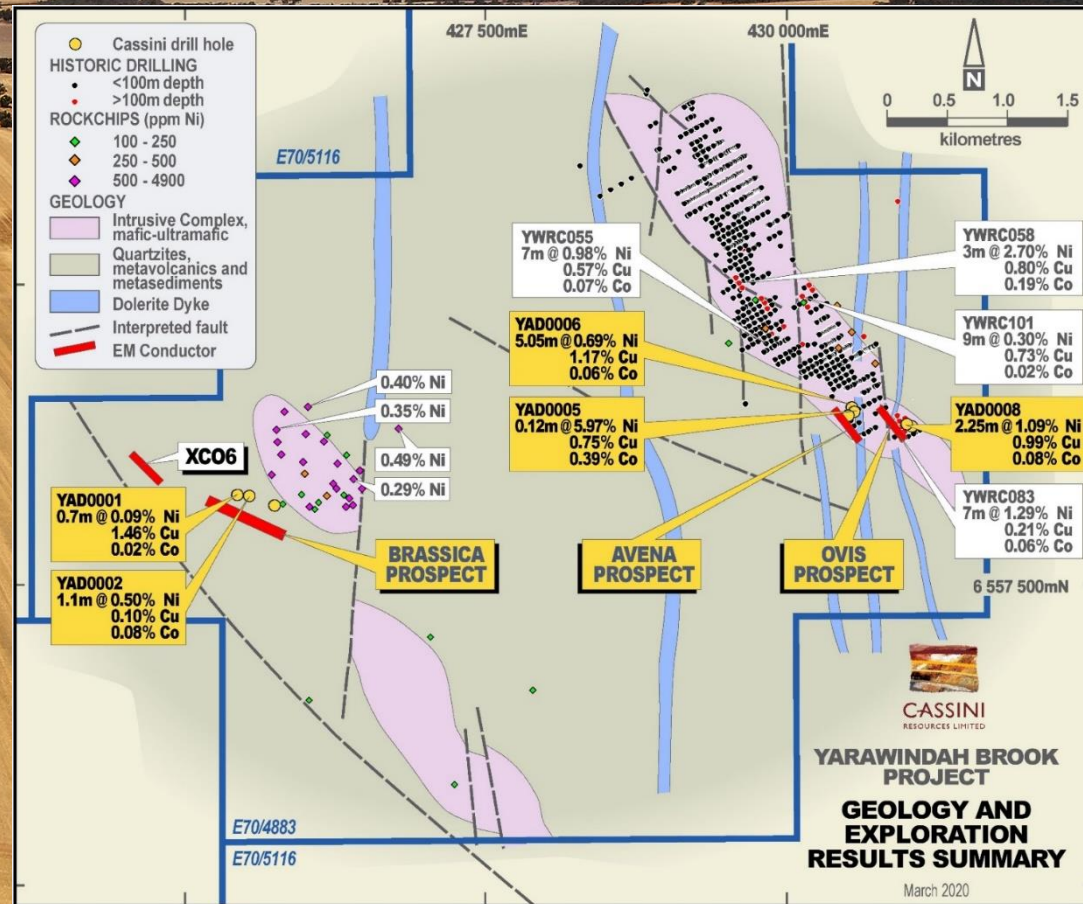 427 500mE
430 000mE
Cassini drill hole
HISTORIC DRILLING
<100m depth
>100m depth
ROCKCHIPS (ppm Ni)
100 - 250
250 - 500
500 - 4900
GEOLOGY
Intrusive Complex,
mafic-ultramafic
Quartzites,
metavolcanics and
metasediments
Dolerite Dyke
Interpreted fault
EM Conductor
N
0 0.5 1.0 1.5
kilometres
E70/5116
YWRC055
7m @ 0.98% Ni
0.57% Cu
0.07% Co
YWRC058
3m @ 2.70% Ni
0.80% Cu
0.19% Co
YAD0006
5.05m @ 0.69% Ni
1.17% Cu
0.06% Co
YWRC101
9m @ 0.30% Ni
0.73% Cu
0.02% Co
0.40% Ni
0.35% Ni
0.49% Ni
0.29% Ni
YAD0005
0.12m @ 5.97% Ni
0.75% Cu
0.39% Co
YAD0008
2.25m @ 1.09% Ni
0.99% Cu
0.08% Co
XCO6
YAD0001
0.7m @ 0.09% Ni
1.46% Cu
0.02% Co
YWRC083
7m @ 1.29% Ni
0.21% Cu
0.06% Co
BRASSICA
PROSPECT
AVENA
PROSPECT
OVIS
PROSPECT
YAD0002
1.1m @ 0.50% Ni
0.10% Cu
0.08% Co
6 557 500mN
CASSINI
RESOURCES LIMITED
YARAWINDAH BROOK
PROJECT
GEOLOGY AND
EXPLORATION
RESULTS SUMMARY
March 2020
E70/4883
E70/5116